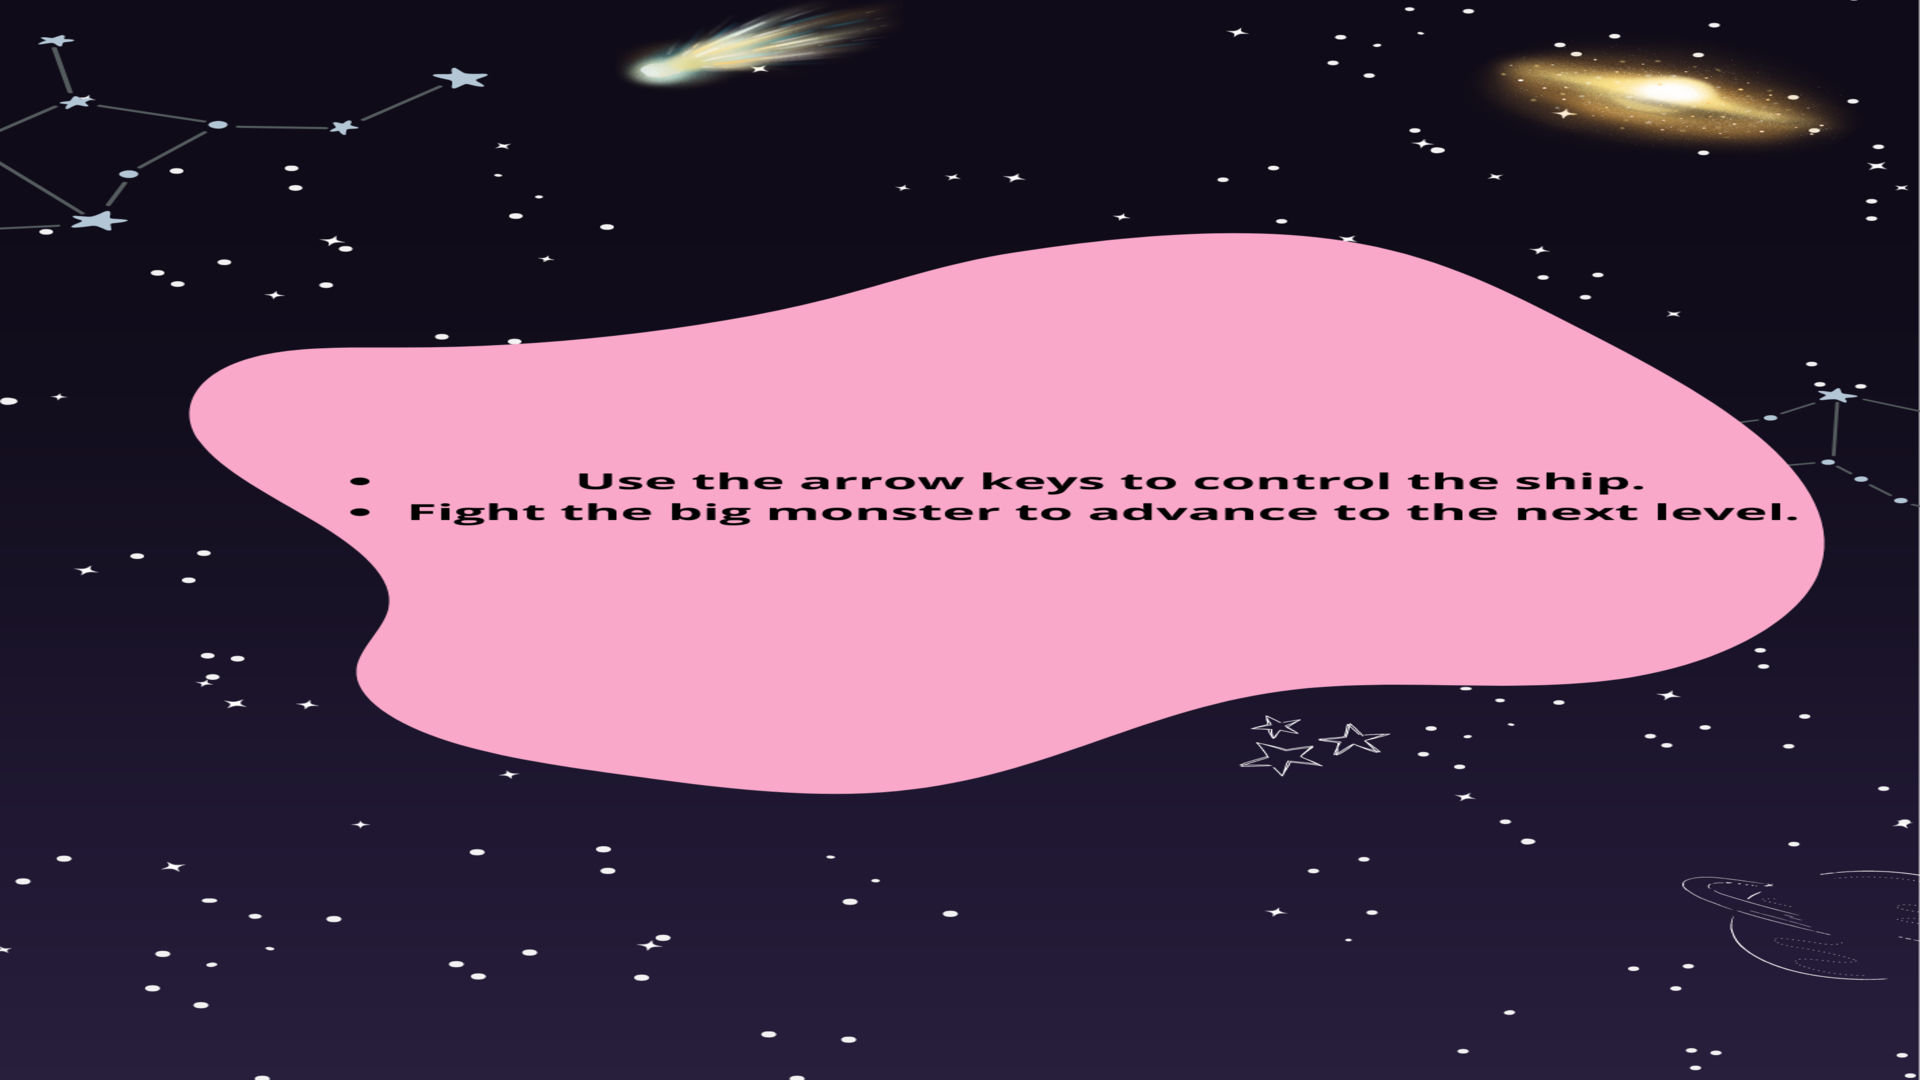 • Use the arrow keys to control the ship.
• Fight the big monster to advance to the next level.